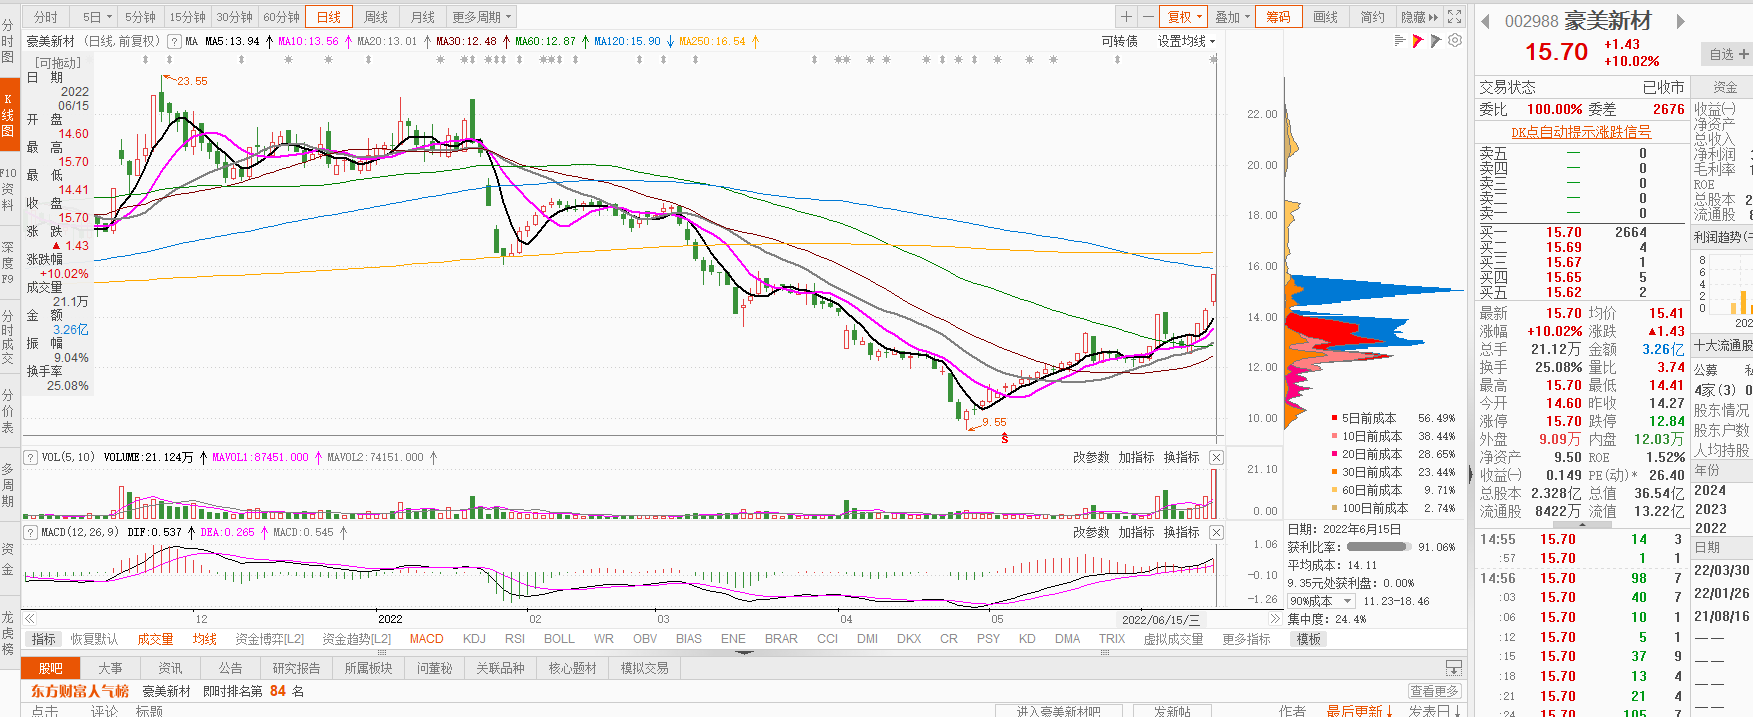 分时图
K线图
F10资料
深度F9
分时成交
分价表
多周期
资金
龙虎榜
分时 5日 5分钟 15分钟 30分钟 60分钟 日线 周线 月线 更多周期
复权 叠加 筹码 画线 简约 隐藏
豪美新材 (日线,前复权) ? MA MA5:13.94 MA10:13.56 MA20:13.01 MA30:12.48 MA60:12.87 MA120:15.90 MA250:16.54 可转债 设置均线
[可拖动]
日 期
2022
06/15
开 盘
14.60
最 高
15.70
最 低
14.41
收 盘
15.70
涨 跌
▲ 1.43
涨跌幅
+10.02%
成交量
21.1万
金 额
3.26亿
振 幅
9.04%
换手率
25.08%
23.55
9.55
S
22.00
20.00
18.00
16.00
14.00
12.00
10.00
? VOL(5,10) VOLUME:21.124万 MAVOL1:87451.000 MAVOL2:74151.000 改参数 加指标 换指标
21.10
0.00
? MACD(12,26,9) DIF:0.537 DEA:0.265 MACD:0.545 改参数 加指标 换指标
1.06
-0.10
-1.26
12 2022 02 03 04 05 2022/06/15/三
指标 恢复默认 成交量 均线 资金博弈[L2] 资金趋势[L2] MACD KDJ RSI BOLL WR OBV BIAS ENE BRAR CCI DMI DKX CR PSY KD DMA TRIX 虚拟成交量 更多指标 模板
股吧 大事 资讯 公告 研究报告 所属板块 问董秘 关联品种 核心题材 模拟交易
东方财富人气榜 豪美新材 即时排名第 84 名 查看更多
点击 评论 标题 进入豪美新材吧 发新帖 作者 最后更新 发表日
5日前成本 56.49%
10日前成本 38.44%
20日前成本 28.65%
30日前成本 23.44%
60日前成本 9.71%
100日前成本 2.74%
日期: 2022年6月15日
获利比率: 91.06%
平均成本: 14.11
9.35元处获利盘: 0.00%
90%成本 11.23-18.46
集中度: 24.4%
002988 豪美新材
15.70 +1.43
+10.02%
自选 +
交易状态 已收市
委比 100.00% 委差 2676
DK点自动提示涨跌信号
卖五 — 0
卖四 — 0
卖三 — 0
卖二 — 0
卖一 — 0
买一 15.70 2664
买二 15.69 4
买三 15.67 1
买四 15.65 5
买五 15.62 2
最新 15.70 均价 15.41
涨幅 +10.02% 涨跌 ▲1.43
总手 21.12万 金额 3.26亿
换手 25.08% 量比 3.74
最高 15.70 最低 14.41
今开 14.60 昨收 14.27
涨停 15.70 跌停 12.84
外盘 9.09万 内盘 12.03万
净资产 9.50 ROE 1.52%
收益(一) 0.149 PE(动)* 26.40
总股本 2.328亿 总值 36.54亿
流通股 8422万 流值 13.22亿
14:55 15.70 14 3
:57 15.70 1 1
14:56 15.70 98 7
:03 15.70 40 7
:06 15.70 10 1
:12 15.70 5 1
:15 15.70 37 9
:18 15.70 13 4
:21 15.70 21 4
:24 15.70 105 7
资金
收益(一)
净资产
总收入
净利润
毛利率
ROE
总股本 2
流通股 8
利润趋势(
8
6
4
2
0
202
十大流通股
公募
4家(3) 0
股东情况
股东户数
人均持股
年份
2024
2023
2022
日期
22/03/30
22/01/26
21/08/16
——
——
——
——